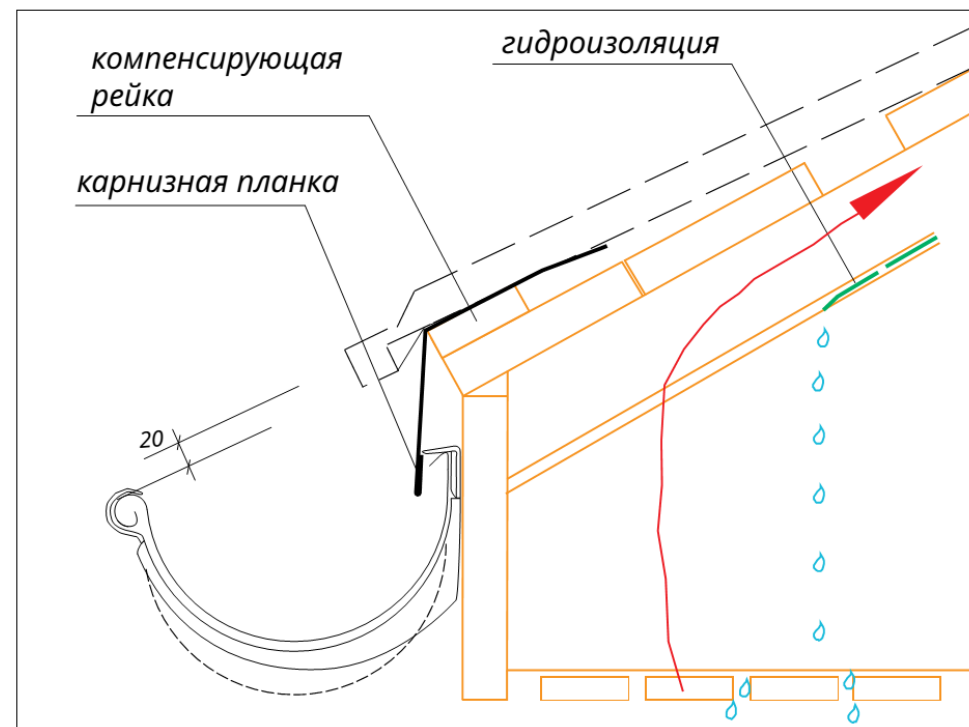 компенсирующая
рейка
гидроизоляция
карнизная планка
20